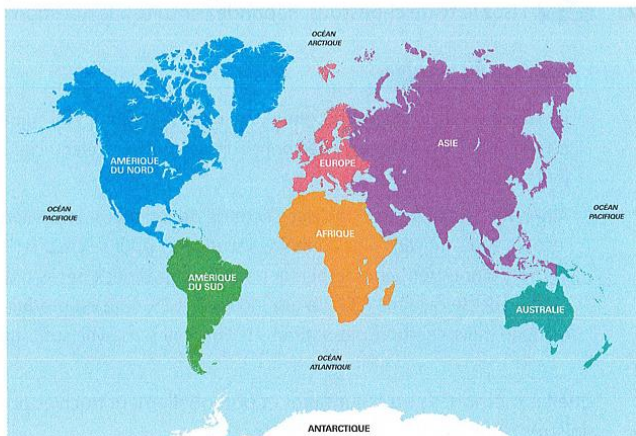 OCÉAN
ARCTIQUE
AMÉRIQUE
DU NORD
EUROPE
ASIE
OCÉAN
PACIFIQUE
OCÉAN
PACIFIQUE
AFRIQUE
AMÉRIQUE
DU SUD
AUSTRALIE
OCÉAN
ATLANTIQUE
ANTARCTIQUE